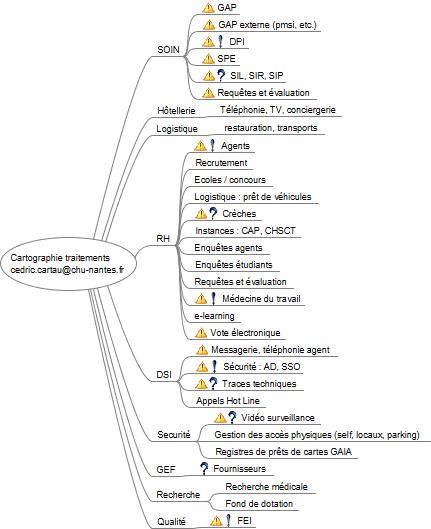 GAP
GAP externe (pmsi, etc.)
DPI
SOIN
SPE
SIL, SIR, SIP
Requêtes et évaluation
Hôtellerie
Téléphonie, TV, conciergerie
Logistique
restauration, transports
Agents
Recrutement
Ecoles / concours
Logistique : prêt de véhicules
Crèches
Instances : CAP, CHSCT
RH
Enquêtes agents
Cartographie traitements
cedric.cartau@chu-nantes.fr
Enquêtes étudiants
Requêtes et évaluation
Médecine du travail
e-learning
Vote électronique
Messagerie, téléphonie agent
Sécurité : AD, SSO
DSI
Traces techniques
Appels Hot Line
Vidéo surveillance
Securité
Gestion des accès physiques (self, locaux, parking)
Registres de prêts de cartes GAIA
GEF
Fournisseurs
Recherche
Recherche médicale
Fond de dotation
Qualité
FEI